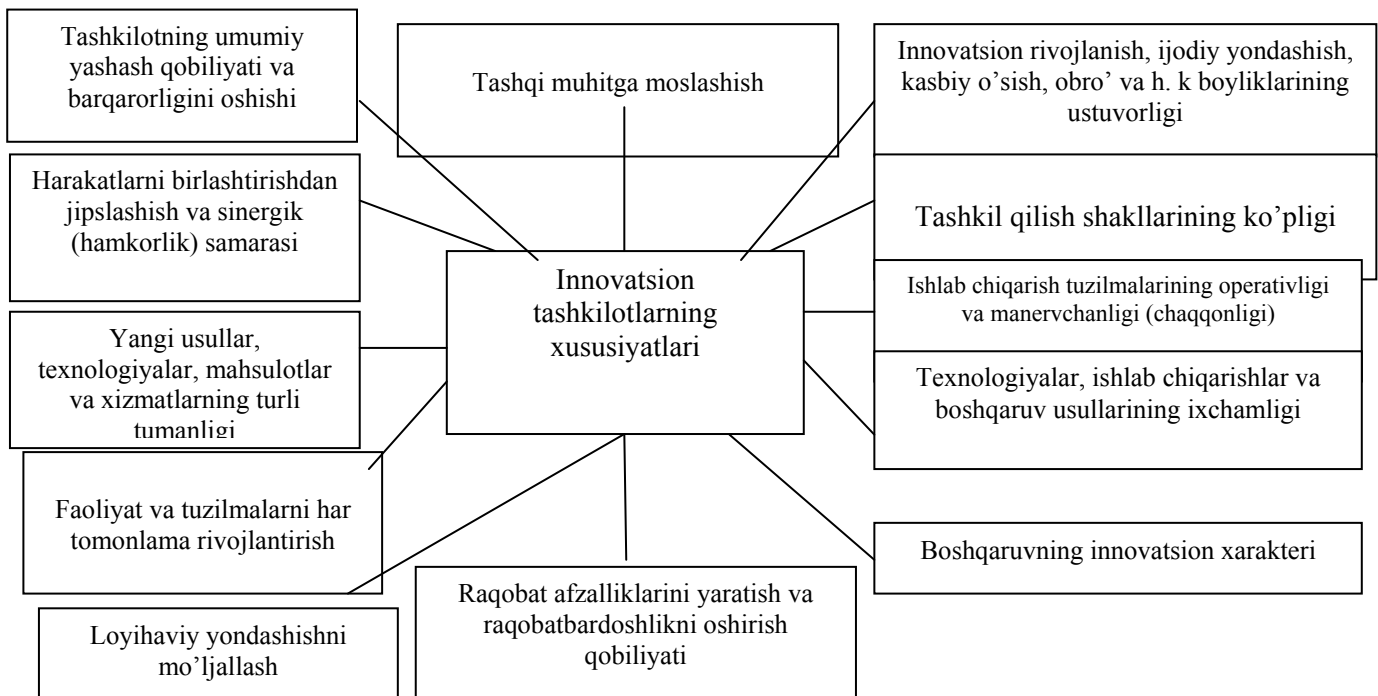 Tashkilotning umumiy
yashash qobiliyati va
barqarorligini oshishi
Tashqi muhitga moslashish
Innovatsion rivojlanish, ijodiy yondashish,
kasbiy o’sish, obro’ va h. k boyliklarining
ustuvorligi
Harakatlarni birlashtirishdan
jipslashish va sinergik
(hamkorlik) samarasi
Tashkil qilish shakllarining ko’pligi
Innovatsion
tashkilotlarning
xususiyatlari
Ishlab chiqarish tuzilmalarining operativligi
va manervchanligi (chaqqonligi)
Yangi usullar,
texnologiyalar, mahsulotlar
va xizmatlarning turli
tumanligi
Texnologiyalar, ishlab chiqarishlar va
boshqaruv usullarining ixchamligi
Faoliyat va tuzilmalarni har
tomonlama rivojlantirish
Boshqaruvning innovatsion xarakteri
Raqobat afzalliklarini yaratish va
raqobatbardoshlikni oshirish
qobiliyati
Loyihaviy yondashishni
mo’ljallash